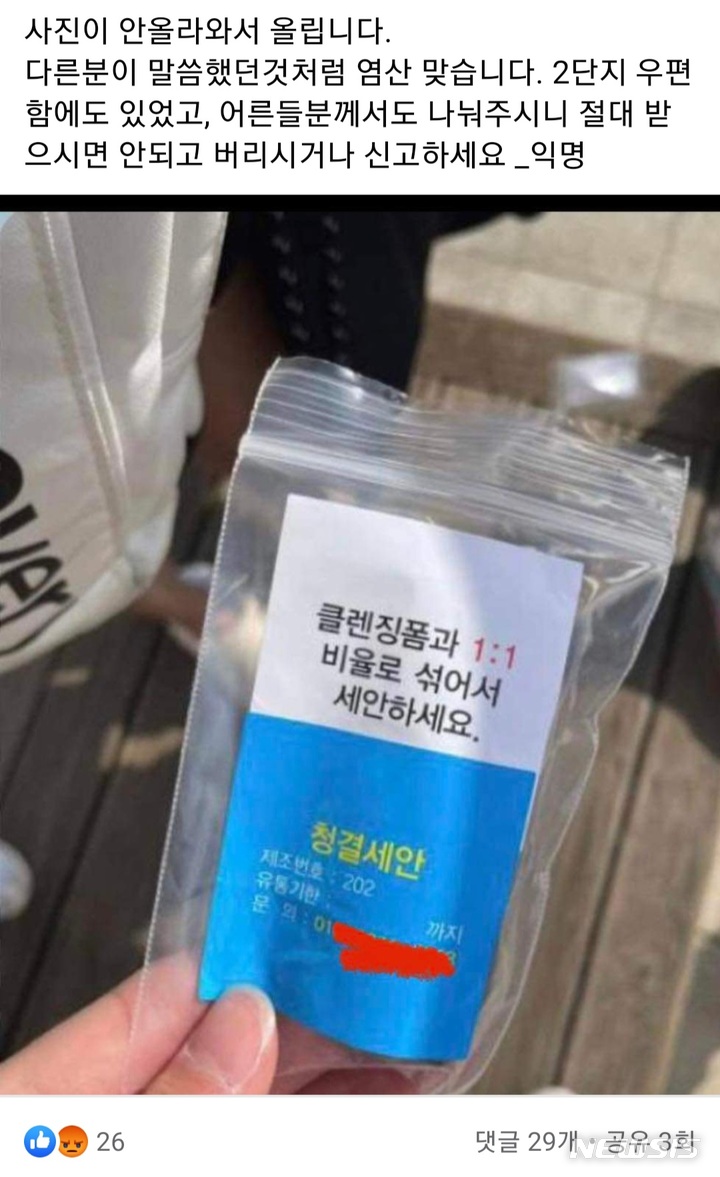 사진이 안올라와서 올립니다.
다른분이 말씀했던것처럼 염산 맞습니다. 2단지 우편
함에도 있었고, 어른들분께서도 나눠주시니 절대 받
으시면 안되고 버리시거나 신고하세요 _익명
클렌징폼과 1:1
비율로 섞어서
세안하세요.
청결세안
제조번호 : 202
유통기한 : 까지
문 의 : 01
26
댓글 29개 · 공유 3회
NEWSIS